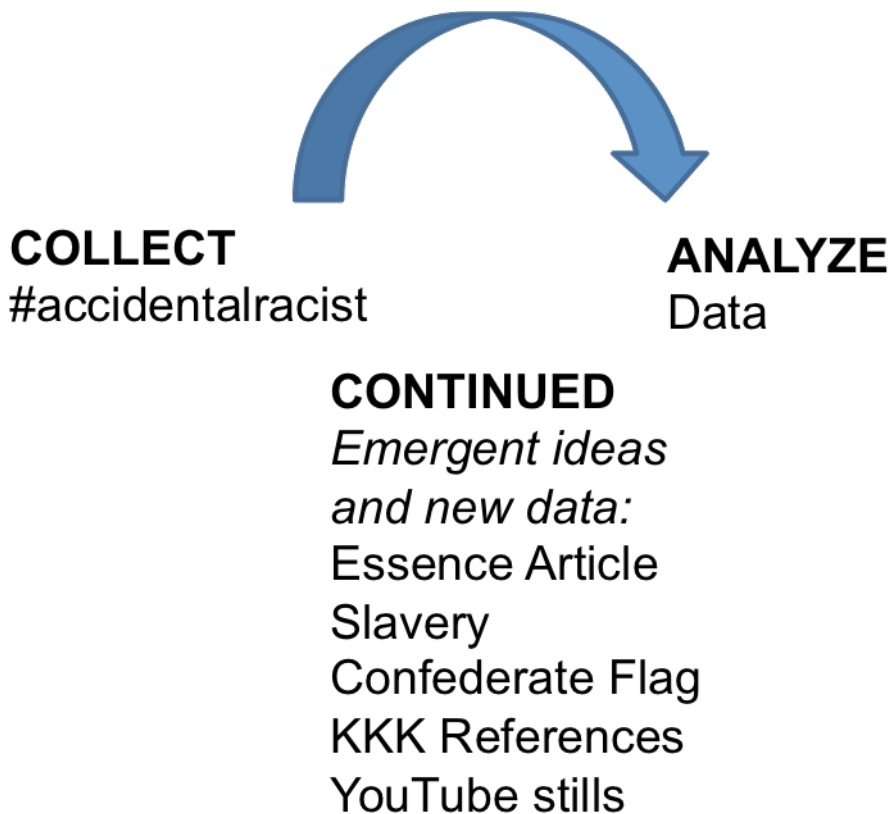 COLLECT
#accidentalracist
ANALYZE
Data
CONTINUED
Emergent ideas
and new data:
Essence Article
Slavery
Confederate Flag
KKK References
YouTube stills